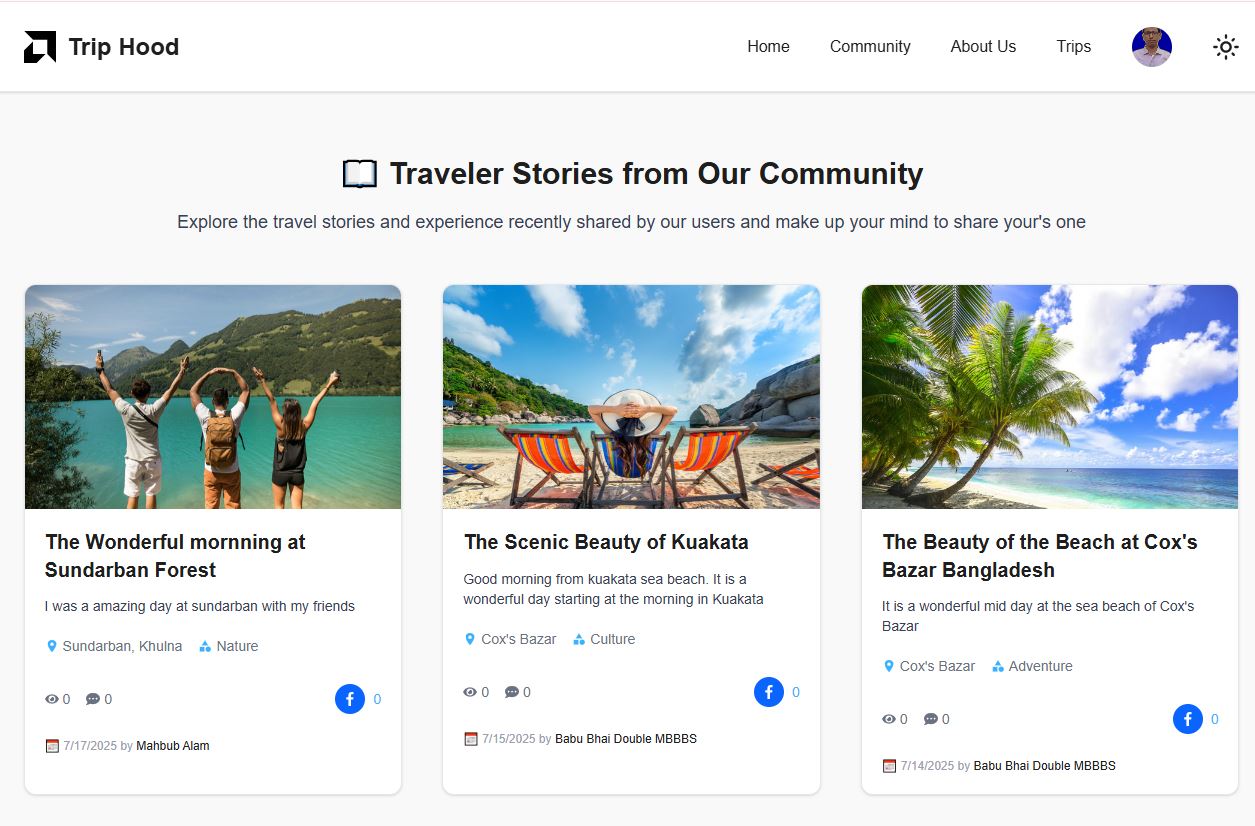 Trip Hood
Home Community About Us Trips
📖 Traveler Stories from Our Community
Explore the travel stories and experience recently shared by our users and make up your mind to share your's one
The Wonderful mornning at
Sundarban Forest
I was a amazing day at sundarban with my friends
Sundarban, Khulna Nature
0 0 0
7/17/2025 by Mahbub Alam
The Scenic Beauty of Kuakata
Good morning from kuakata sea beach. It is a
wonderful day starting at the morning in Kuakata
Cox's Bazar Culture
0 0 0
7/15/2025 by Babu Bhai Double MBBBS
The Beauty of the Beach at Cox's
Bazar Bangladesh
It is a wonderful mid day at the sea beach of Cox's
Bazar
Cox's Bazar Adventure
0 0 0
7/14/2025 by Babu Bhai Double MBBBS